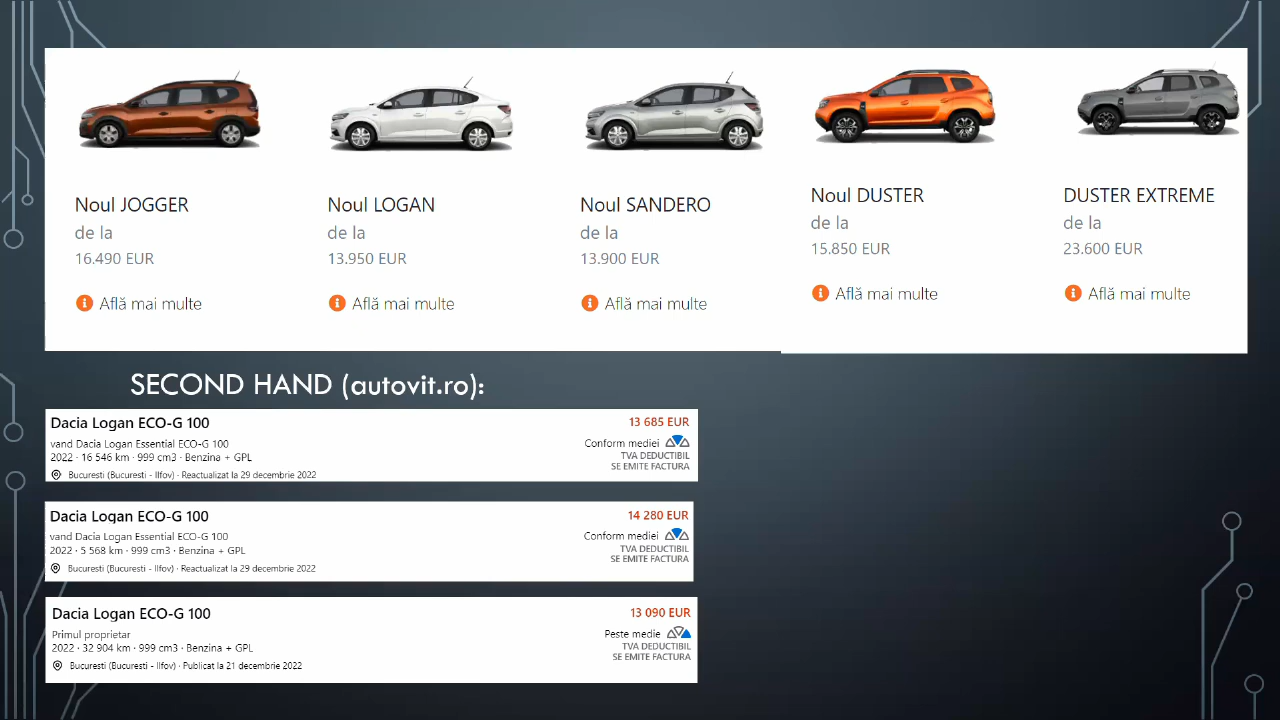 Noul JOGGER
de la
16.490 EUR
Află mai multe
Noul LOGAN
de la
13.950 EUR
Află mai multe
Noul SANDERO
de la
13.900 EUR
Află mai multe
Noul DUSTER
de la
15.850 EUR
Află mai multe
DUSTER EXTREME
de la
23.600 EUR
Află mai multe
SECOND HAND (autovit.ro):
Dacia Logan ECO-G 100
13 685 EUR
vand Dacia Logan Essential ECO-G 100
Conform mediei
2022 · 16 546 km · 999 cm3 · Benzina + GPL
TVA DEDUCTIBIL
SE EMITE FACTURA
Bucuresti (Bucuresti - Ilfov) · Reactualizat la 29 decembrie 2022
Dacia Logan ECO-G 100
14 280 EUR
vand Dacia Logan Essential ECO-G 100
Conform mediei
2022 · 5 568 km · 999 cm3 · Benzina + GPL
TVA DEDUCTIBIL
SE EMITE FACTURA
Bucuresti (Bucuresti - Ilfov) · Reactualizat la 29 decembrie 2022
Dacia Logan ECO-G 100
13 090 EUR
Primul proprietar
Peste medie
2022 · 32 904 km · 999 cm3 · Benzina + GPL
TVA DEDUCTIBIL
SE EMITE FACTURA
Bucuresti (Bucuresti - Ilfov) · Publicat la 21 decembrie 2022